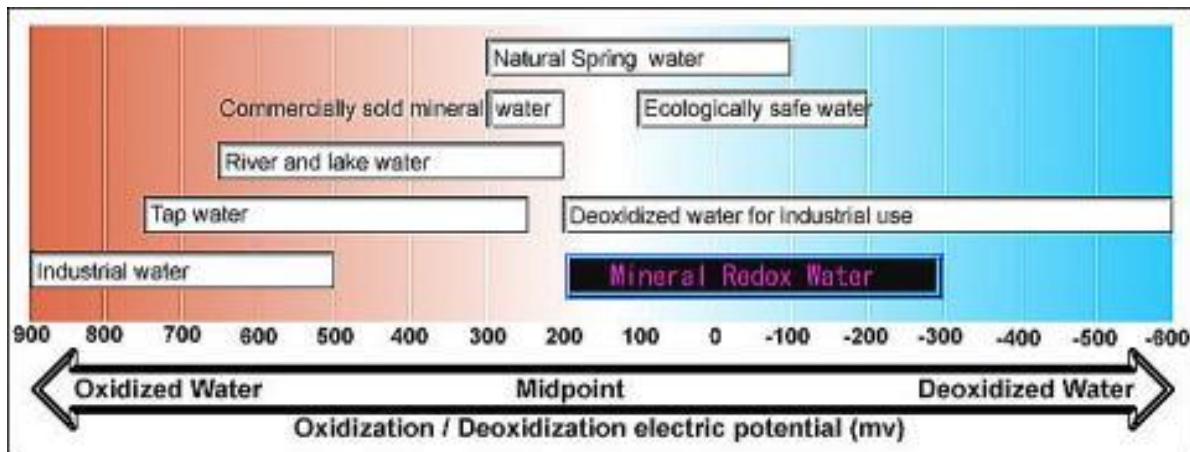 Natural Spring water
Commercially sold mineral water
Ecologically safe water
River and lake water
Tap water
Deoxidized water for industrial use
Industrial water
Mineral Redox Water
900 800 700 600 500 400 300 200 100 0 -100 -200 -300 -400 -500 -600
Oxidized Water Midpoint Deoxidized Water
Oxidization / Deoxidization electric potential (mv)